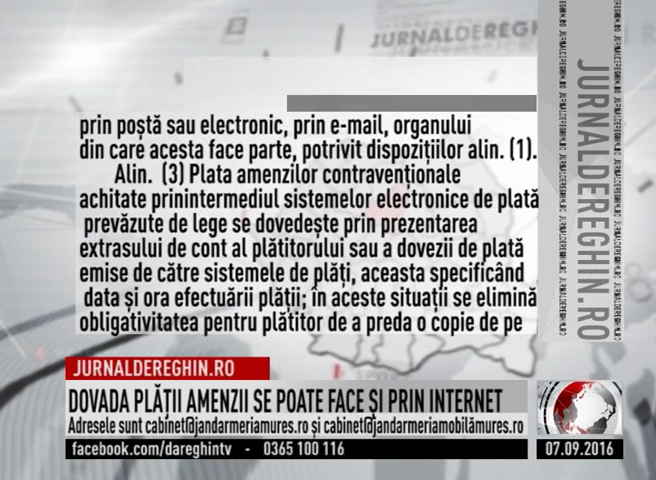 JURNALDEREGHIN
prin poștă sau electronic, prin e-mail, organului
din care acesta face parte, potrivit dispozițiilor alin. (1).
Alin. (3) Plata amenzilor contravenționale
achitate prinintermediul sistemelor electronice de plată
prevăzute de lege se dovedește prin prezentarea
extrasului de cont al plătitorului sau a dovezii de plată
emise de către sistemele de plăți, aceasta specificând
data și ora efectuării plății; în aceste situații se elimină
obligativitatea pentru plătitor de a preda o copie de pe
JURNALDEREGHIN.RO
JURNALDEREGHIN.RO
DOVADA PLĂȚII AMENZII SE POATE FACE ȘI PRIN INTERNET
Adresele sunt cabinet@jandarmeriamures.ro și cabinet@jandarmeriamobilămures.ro
facebook.com/dareghintv - 0365 100 116
07.09.2016